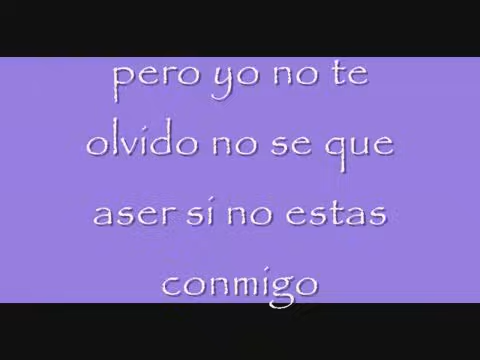 pero yo no te
olvido no se que
aser si no estas
conmigo